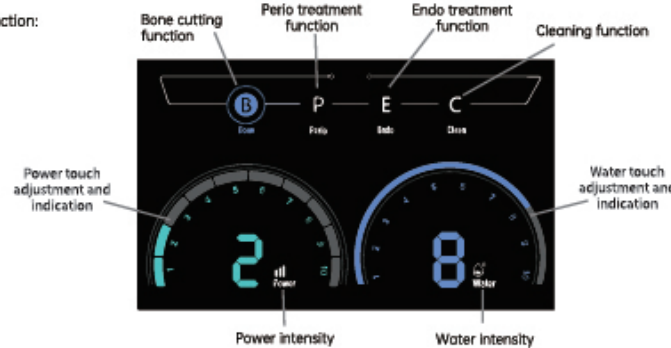 ction:
Bone cutting
function
Perio treatment
function
Endo treatment
function
Cleaning function
B P E C
Bone Perio Endo Clean
Power touch
adjustment and
indication
1 2 3 4 5 6 7 8 9 10
2
Power
1 2 3 4 5 6 7 8 9 10
8
Water
Water touch
adjustment and
indication
Power intensity
Water intensity